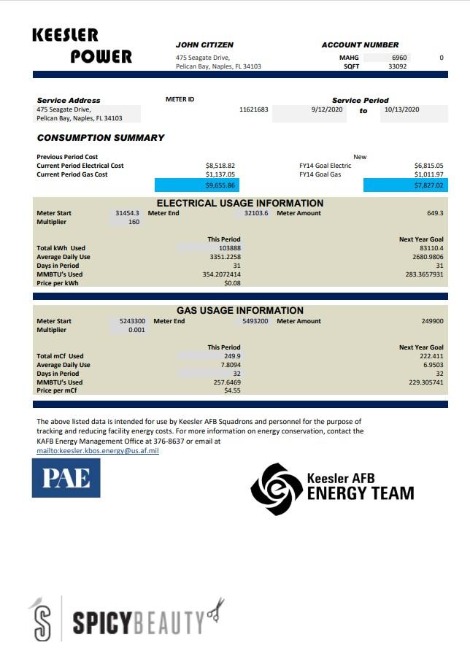 KEESLER
POWER
JOHN CITIZEN
475 Seagate Drive,
Pelican Bay, Naples, FL 34103
ACCOUNT NUMBER
MAHG 6960 0
SQFT 33092
Service Address METER ID Service Period
475 Seagate Drive, 11621683 9/12/2020 to 10/13/2020
Pelican Bay, Naples, FL 34103
CONSUMPTION SUMMARY
Previous Period Cost New
Current Period Electrical Cost $8,518.82 FY14 Goal Electric $6,815.05
Current Period Gas Cost $1,137.05 FY14 Goal Gas $1,011.97
$9,655.86 $7,827.02
ELECTRICAL USAGE INFORMATION
Meter Start 31454.3 Meter End 32103.6 Meter Amount 649.3
Multiplier 160
This Period Next Year Goal
Total kWh Used 103888 83110.4
Average Daily Use 3351.2258 2680.9806
Days in Period 31 31
MMBTU's Used 354.2072414 283.3657931
Price per kWh $0.08
GAS USAGE INFORMATION
Meter Start 5243300 Meter End 5493200 Meter Amount 249900
Multiplier 0.001
This Period Next Year Goal
Total mCf Used 249.9 222.411
Average Daily Use 7.8094 6.9503
Days in Period 32 32
MMBTU's Used 257.6469 229.305741
Price per mCf $4.55
The above listed data is intended for use by Keesler AFB Squadrons and personnel for the purpose of
tracking and reducing facility energy costs. For more information on energy conservation, contact the
KAFB Energy Management Office at 376-8637 or email at
mailto:keesler.kbos.energy@us.af.mil
PAE
Keesler AFB
ENERGY TEAM
SPICYBEAUTY